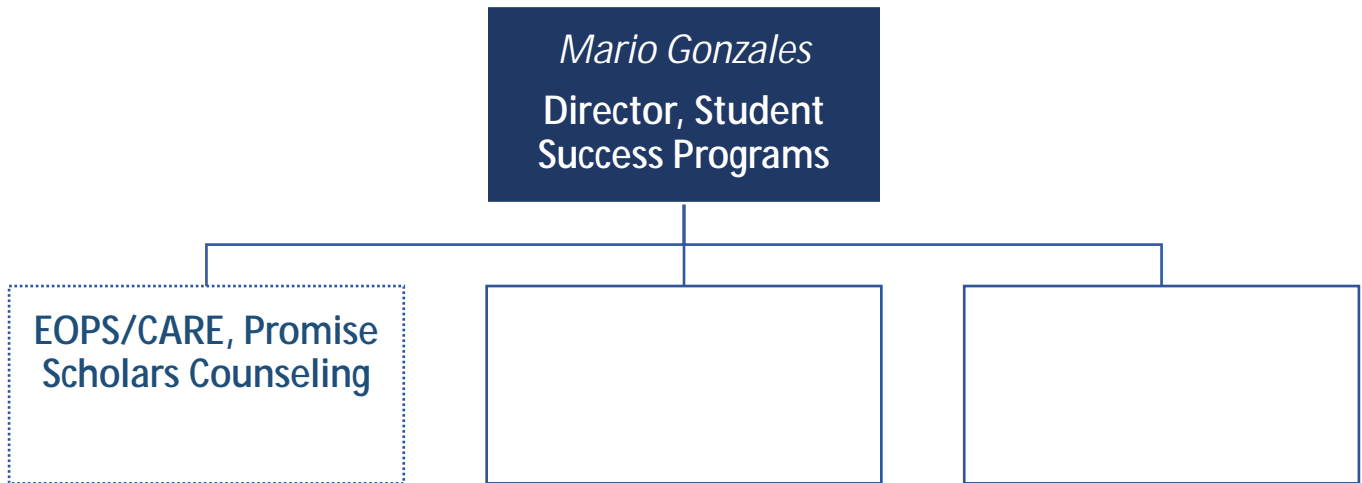 Mario Gonzales
Director, Student
Success Programs
EOPS/CARE, Promise
Scholars Counseling